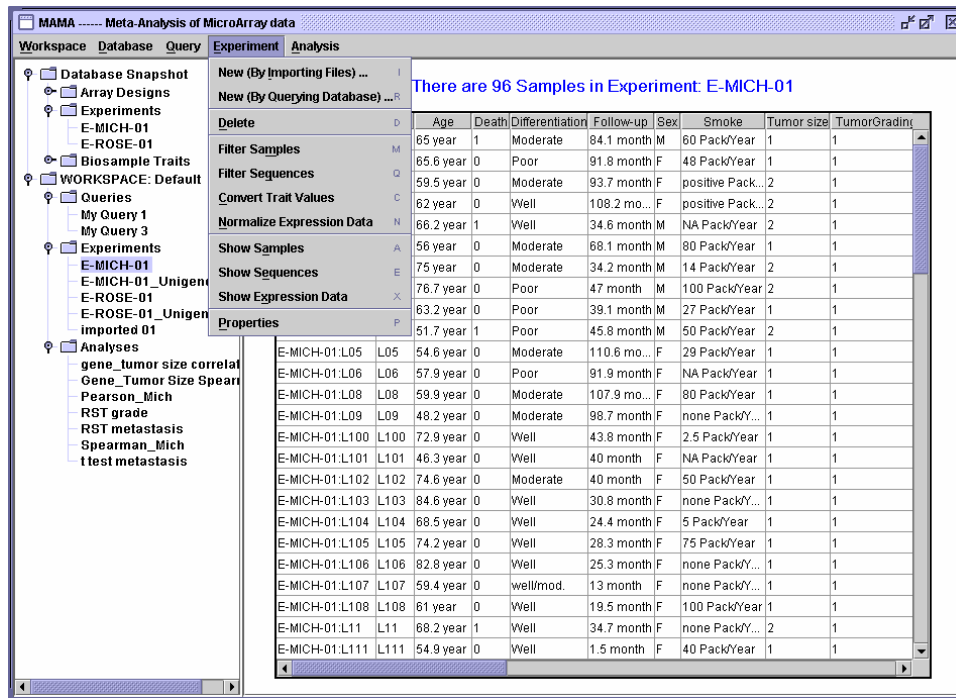 MAMA ------ Meta-Analysis of MicroArray data
Workspace Database Query Experiment Analysis
Database Snapshot
Array Designs
Experiments
E-MICH-01
E-ROSE-01
Biosample Traits
WORKSPACE: Default
Queries
My Query 1
My Query 3
Experiments
E-MICH-01
E-MICH-01_Unigen
E-ROSE-01
E-ROSE-01_Unigen
imported 01
Analyses
gene_tumor size correlat
Gene_Tumor Size Spearr
Pearson_Mich
RST grade
RST metastasis
Spearman_Mich
t test metastasis
New (By Importing Files) ... I
New (By Querying Database) ... R
Delete D
Filter Samples M
Filter Sequences Q
Convert Trait Values C
Normalize Expression Data N
Show Samples A
Show Sequences E
Show Expression Data X
Properties P
There are 96 Samples in Experiment: E-MICH-01
Age Death Differentiation Follow-up Sex Smoke Tumor size TumorGrading
65 year 1 Moderate 84.1 month M 60 Pack/Year 1 1
65.6 year 0 Poor 91.8 month F 48 Pack/Year 1 1
59.5 year 0 Moderate 93.7 month F positive Pack... 2 1
62 year 0 Well 108.2 mo... F positive Pack... 2 1
66.2 year 1 Well 34.6 month M NA Pack/Year 2 1
56 year 0 Moderate 68.1 month M 80 Pack/Year 1 1
75 year 0 Moderate 34.2 month M 14 Pack/Year 2 1
76.7 year 0 Poor 47 month M 100 Pack/Year 2 1
63.2 year 0 Poor 39.1 month M 27 Pack/Year 1 1
51.7 year 1 Poor 45.8 month M 50 Pack/Year 2 1
E-MICH-01:L05 L05 54.6 year 0 Moderate 110.6 mo... F 29 Pack/Year 1 1
E-MICH-01:L06 L06 57.9 year 0 Poor 91.9 month F NA Pack/Year 1 1
E-MICH-01:L08 L08 59.9 year 0 Moderate 107.9 mo... F 80 Pack/Year 1 1
E-MICH-01:L09 L09 48.2 year 0 Moderate 98.7 month F none Pack/Y... 1 1
E-MICH-01:L100 L100 72.9 year 0 Well 43.8 month F 2.5 Pack/Year 1 1
E-MICH-01:L101 L101 46.3 year 0 Well 40 month F NA Pack/Year 1 1
E-MICH-01:L102 L102 74.6 year 0 Moderate 40 month F 50 Pack/Year 1 1
E-MICH-01:L103 L103 84.6 year 0 Well 30.8 month F none Pack/Y... 1 1
E-MICH-01:L104 L104 68.5 year 0 Well 24.4 month F 5 Pack/Year 1 1
E-MICH-01:L105 L105 74.2 year 0 Well 28.3 month F 75 Pack/Year 1 1
E-MICH-01:L106 L106 82.8 year 0 Well 25.3 month F none Pack/Y... 1 1
E-MICH-01:L107 L107 59.4 year 0 well/mod. 13 month F none Pack/Y... 1 1
E-MICH-01:L108 L108 61 year 0 Well 19.5 month F 100 Pack/Year 1 1
E-MICH-01:L11 L11 68.2 year 1 Well 34.7 month F none Pack/Y... 2 1
E-MICH-01:L111 L111 54.9 year 0 Well 1.5 month F 40 Pack/Year 1 1